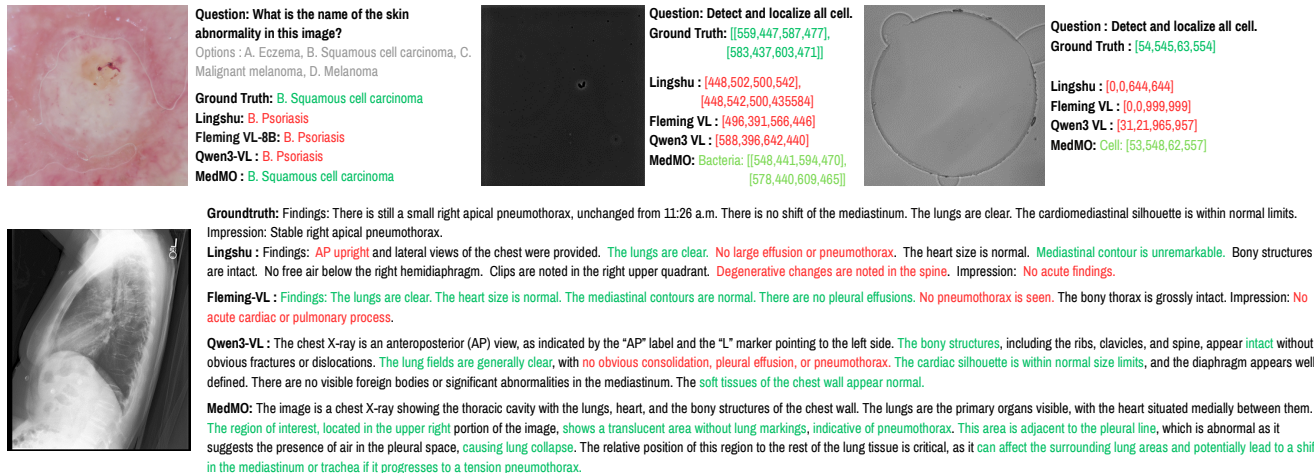 Question: What is the name of the skin
abnormality in this image?
Options : A. Eczema, B. Squamous cell carcinoma, C.
Malignant melanoma, D. Melanoma
Ground Truth: B. Squamous cell carcinoma
Lingshu: B. Psoriasis
Fleming VL-8B: B. Psoriasis
Qwen3-VL : B. Psoriasis
MedMO : B. Squamous cell carcinoma
Question: Detect and localize all cell.
Ground Truth: [[559,447,587,477],
[583,437,603,471]]
Lingshu : [448,502,500,542],
[448,542,500,435584]
Fleming VL : [496,391,566,446]
Qwen3 VL : [588,396,642,440]
MedMO: Bacteria: [[548,441,594,470],
[578,440,609,465]]
Question : Detect and localize all cell.
Ground Truth : [54,545,63,554]
Lingshu : [0,0,644,644]
Fleming VL : [0,0,999,999]
Qwen3 VL : [31,21,965,957]
MedMO: Cell: [53,548,62,557]
Groundtruth: Findings: There is still a small right apical pneumothorax, unchanged from 11:26 a.m. There is no shift of the mediastinum. The lungs are clear. The cardiomediastinal silhouette is within normal limits.
Impression: Stable right apical pneumothorax.
Lingshu : Findings: AP upright and lateral views of the chest were provided. The lungs are clear. No large effusion or pneumothorax. The heart size is normal. Mediastinal contour is unremarkable. Bony structures
are intact. No free air below the right hemidiaphragm. Clips are noted in the right upper quadrant. Degenerative changes are noted in the spine. Impression: No acute findings.
Fleming-VL : Findings: The lungs are clear. The heart size is normal. The mediastinal contours are normal. There are no pleural effusions. No pneumothorax is seen. The bony thorax is grossly intact. Impression: No
acute cardiac or pulmonary process.
Qwen3-VL : The chest X-ray is an anteroposterior (AP) view, as indicated by the “AP” label and the “L” marker pointing to the left side. The bony structures, including the ribs, clavicles, and spine, appear intact without
obvious fractures or dislocations. The lung fields are generally clear, with no obvious consolidation, pleural effusion, or pneumothorax. The cardiac silhouette is within normal size limits, and the diaphragm appears well
defined. There are no visible foreign bodies or significant abnormalities in the mediastinum. The soft tissues of the chest wall appear normal.
MedMO: The image is a chest X-ray showing the thoracic cavity with the lungs, heart, and the bony structures of the chest wall. The lungs are the primary organs visible, with the heart situated medially between them.
The region of interest, located in the upper right portion of the image, shows a translucent area without lung markings, indicative of pneumothorax. This area is adjacent to the pleural line, which is abnormal as it
suggests the presence of air in the pleural space, causing lung collapse. The relative position of this region to the rest of the lung tissue is critical, as it can affect the surrounding lung areas and potentially lead to a shift
in the mediastinum or trachea if it progresses to a tension pneumothorax.